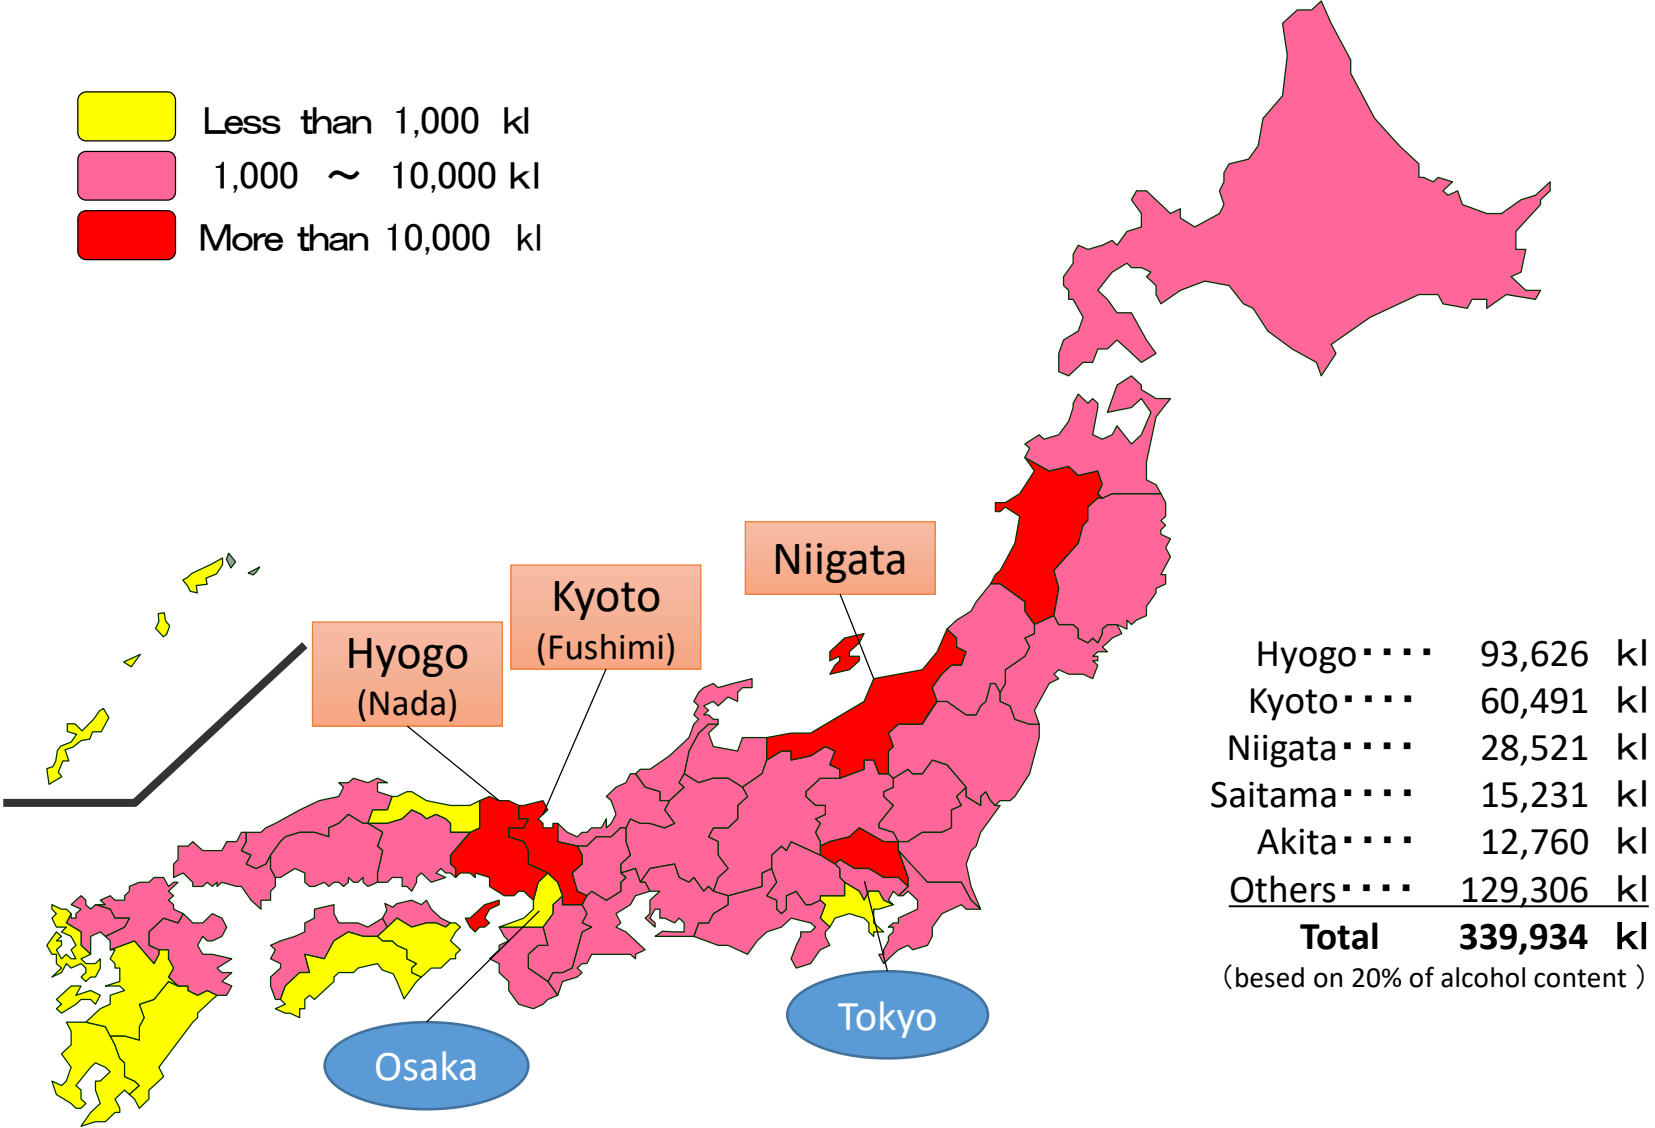 Less than 1,000 kl
1,000 ～ 10,000 kl
More than 10,000 kl
Niigata
Kyoto
(Fushimi)
Hyogo
(Nada)
Osaka
Tokyo
Hyogo・・・・ 93,626 kl
Kyoto・・・・ 60,491 kl
Niigata・・・・ 28,521 kl
Saitama・・・・ 15,231 kl
Akita・・・・ 12,760 kl
Others・・・・ 129,306 kl
Total 339,934 kl
（besed on 20% of alcohol content ）